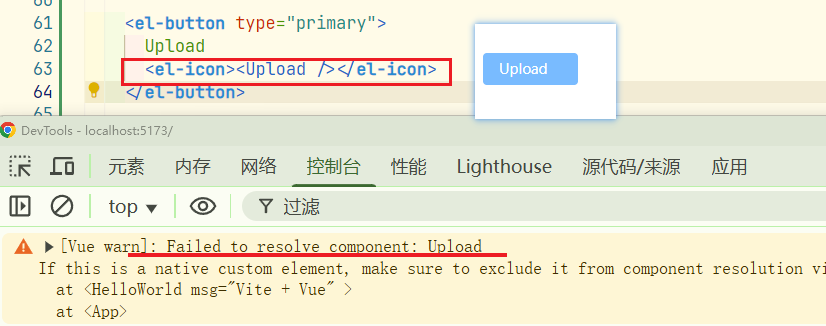 60
61 <el-button type="primary">
62 Upload
63 <el-icon><Upload /></el-icon>
64 </el-button>
65
Upload
DevTools - localhost:5173/
元素 内存 网络 控制台 性能 Lighthouse 源代码/来源 应用
top ▼ 过滤
[Vue warn]: Failed to resolve component: Upload
If this is a native custom element, make sure to exclude it from component resolution vi
at <HelloWorld msg="Vite + Vue" >
at <App>